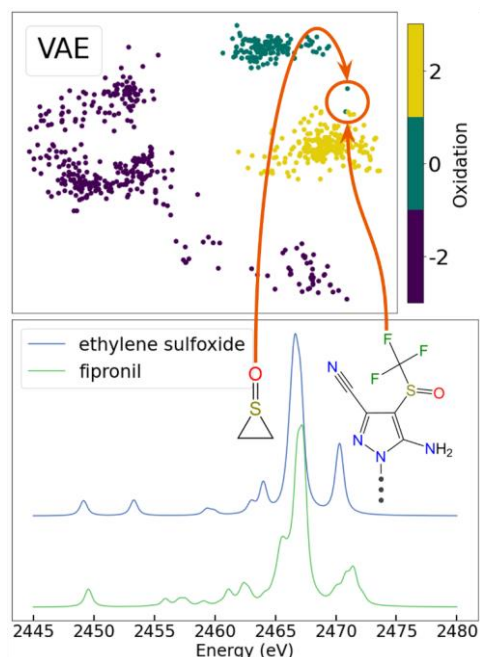 VAE
2
0
-2
Oxidation
ethylene sulfoxide
fipronil
O
S
N
F
F
F
S
O
N
N
NH2
2445 2450 2455 2460 2465 2470 2475 2480
Energy (eV)